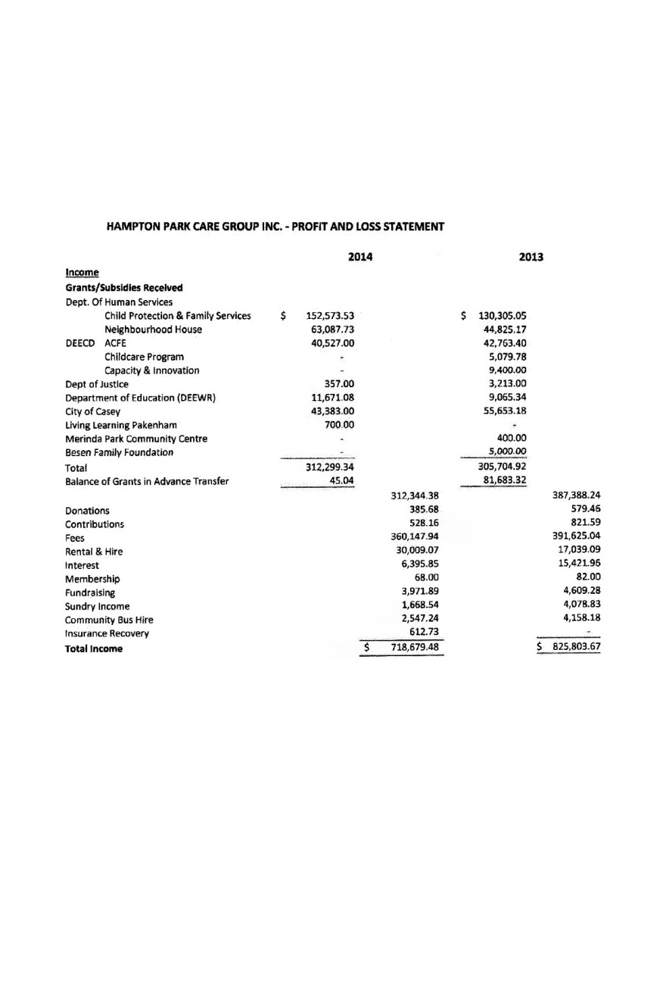 HAMPTON PARK CARE GROUP INC. - PROFIT AND LOSS STATEMENT
2014 2013
Income
Grants/Subsidies Received
Dept. Of Human Services
Child Protection & Family Services $ 152,573.53 $ 130,305.05
Neighbourhood House 63,087.73 44,825.17
DEECD ACFE 40,527.00 42,763.40
Childcare Program - 5,079.78
Capacity & Innovation - 9,400.00
Dept of Justice 357.00 3,213.00
Department of Education (DEEWR) 11,671.08 9,065.34
City of Casey 43,383.00 55,653.18
Living Learning Pakenham 700.00 -
Merinda Park Community Centre - 400.00
Besen Family Foundation - 5,000.00
Total 312,299.34 305,704.92
Balance of Grants in Advance Transfer 45.04 81,683.32
312,344.38 387,388.24
Donations 385.68 579.46
Contributions 528.16 821.59
Fees 360,147.94 391,625.04
Rental & Hire 30,009.07 17,039.09
Interest 6,395.85 15,421.96
Membership 68.00 82.00
Fundraising 3,971.89 4,609.28
Sundry Income 1,668.54 4,078.83
Community Bus Hire 2,547.24 4,158.18
Insurance Recovery 612.73 -
Total Income $ 718,679.48 $ 825,803.67